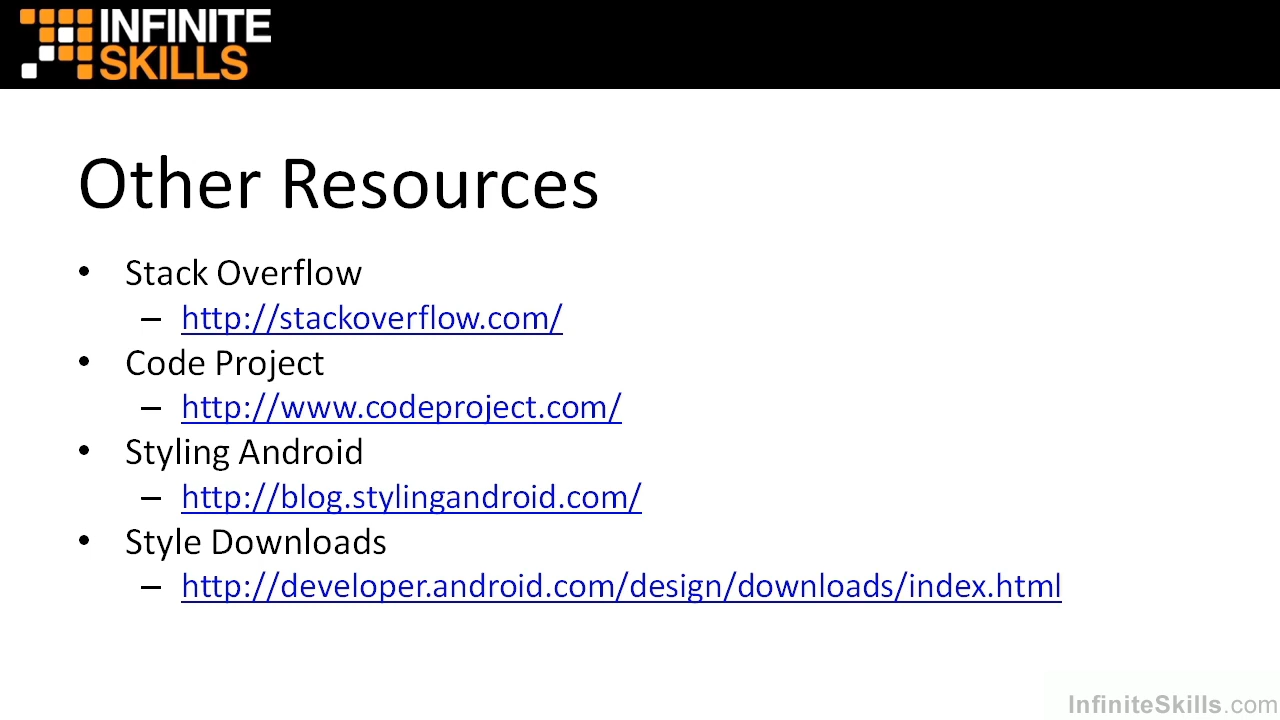 INFINITE
SKILLS
Other Resources
• Stack Overflow
– http://stackoverflow.com/
• Code Project
– http://www.codeproject.com/
• Styling Android
– http://blog.stylingandroid.com/
• Style Downloads
– http://developer.android.com/design/downloads/index.html
InfiniteSkills.com